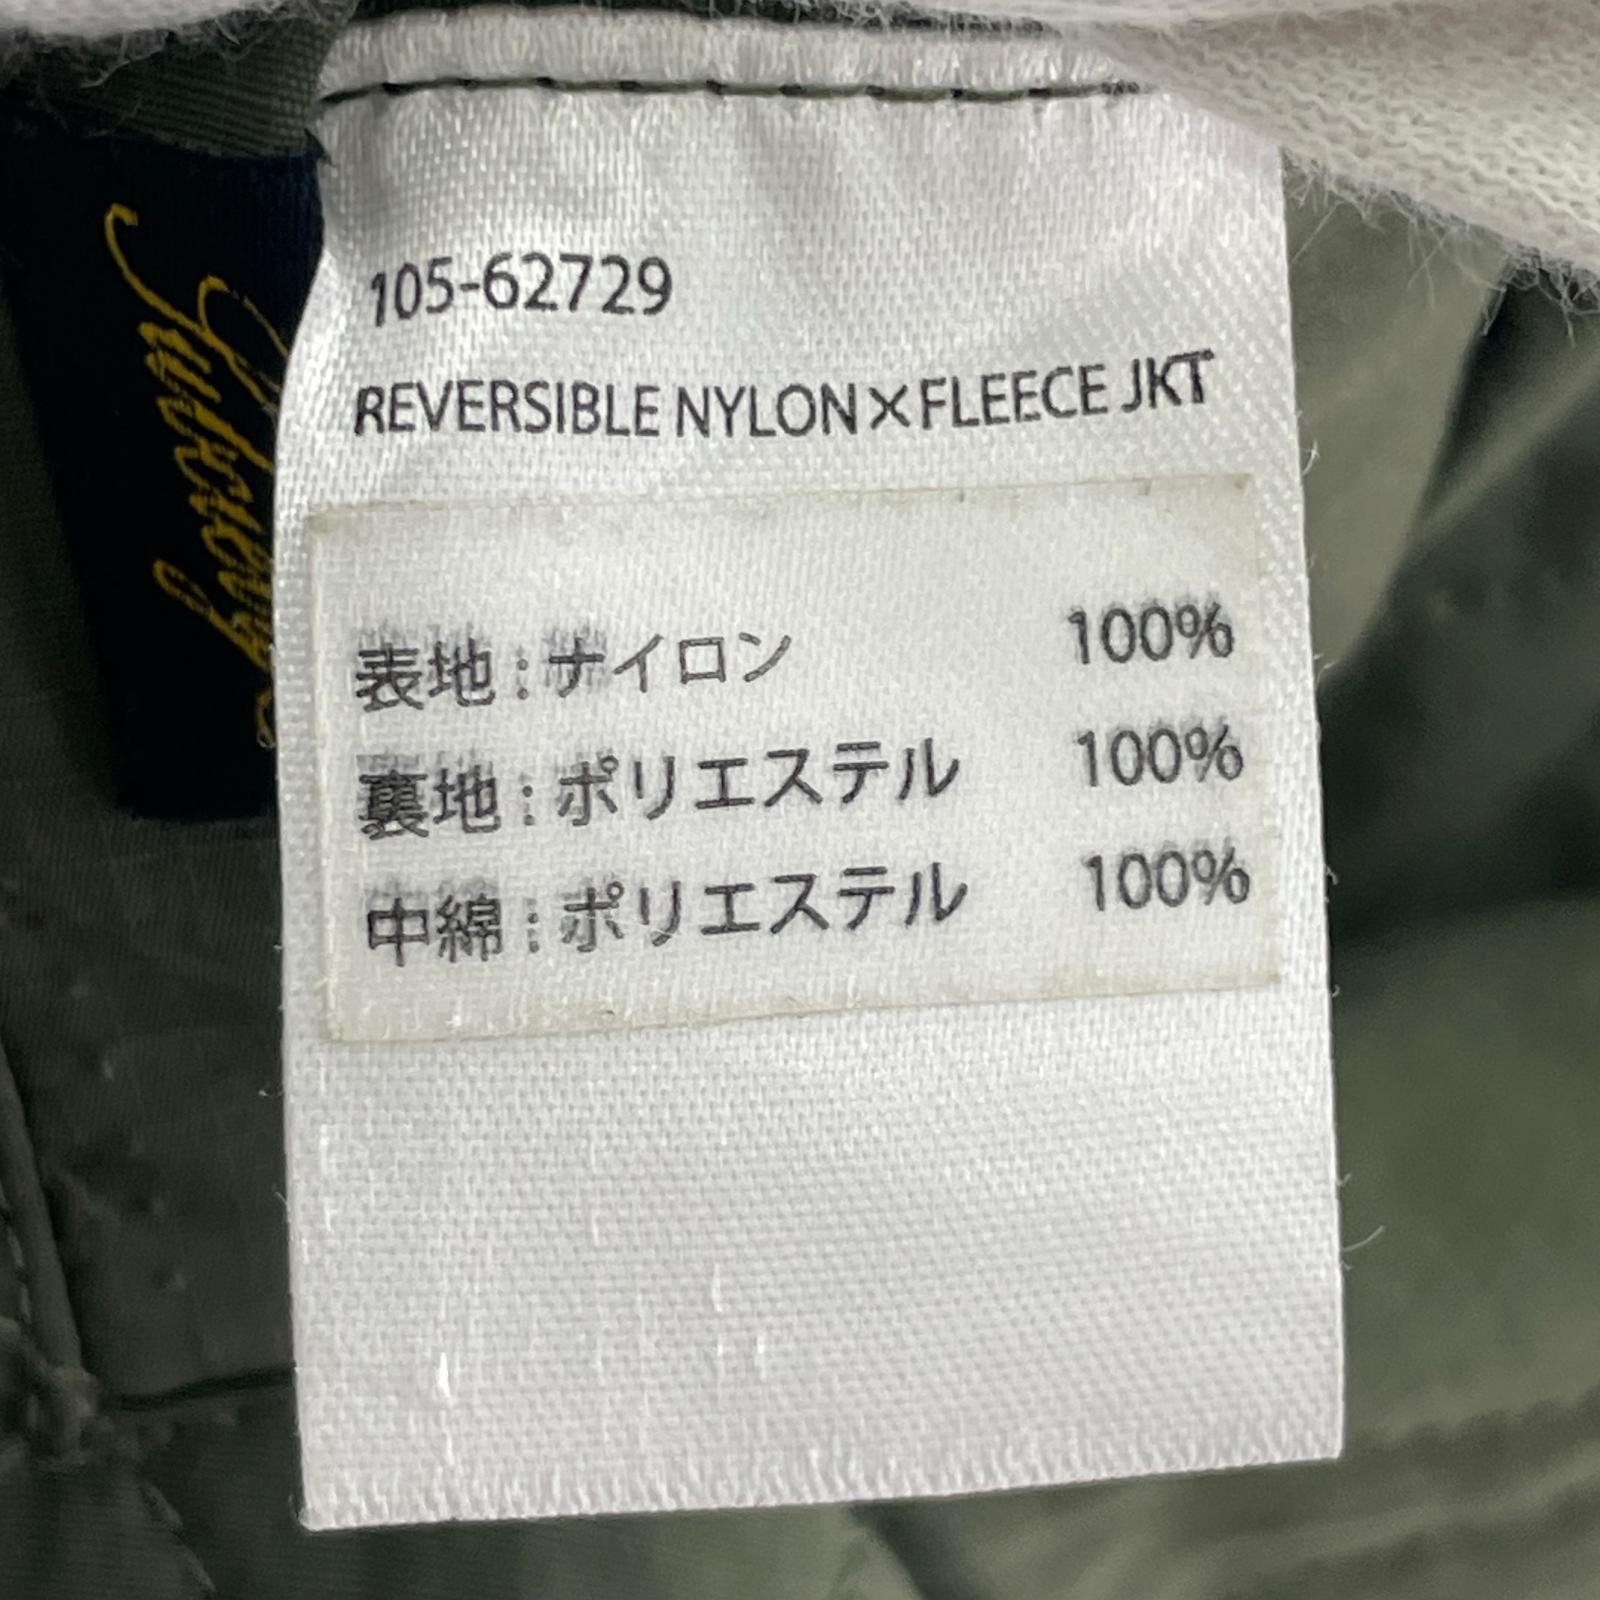 105-62729
REVERSIBLE NYLON×FLEECE JKT
表地:ナイロン 100%
裏地:ポリエステル 100%
中綿:ポリエステル 100%